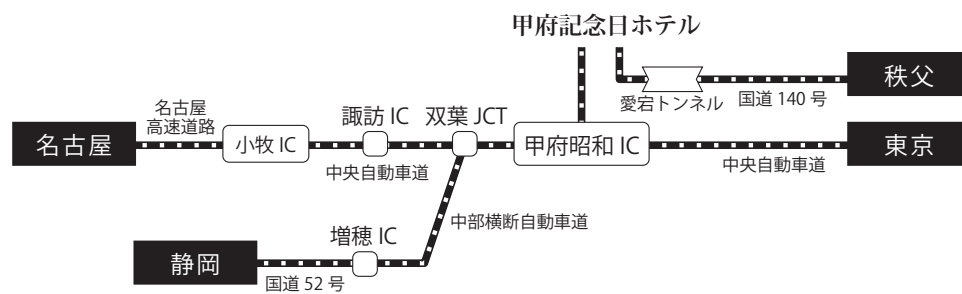 甲府記念日ホテル
秩父
愛宕トンネル
国道 140 号
名古屋
高速道路
諏訪 IC
双葉 JCT
名古屋
小牧 IC
甲府昭和 IC
東京
中央自動車道
中央自動車道
中部横断自動車道
増穂 IC
静岡
国道 52 号